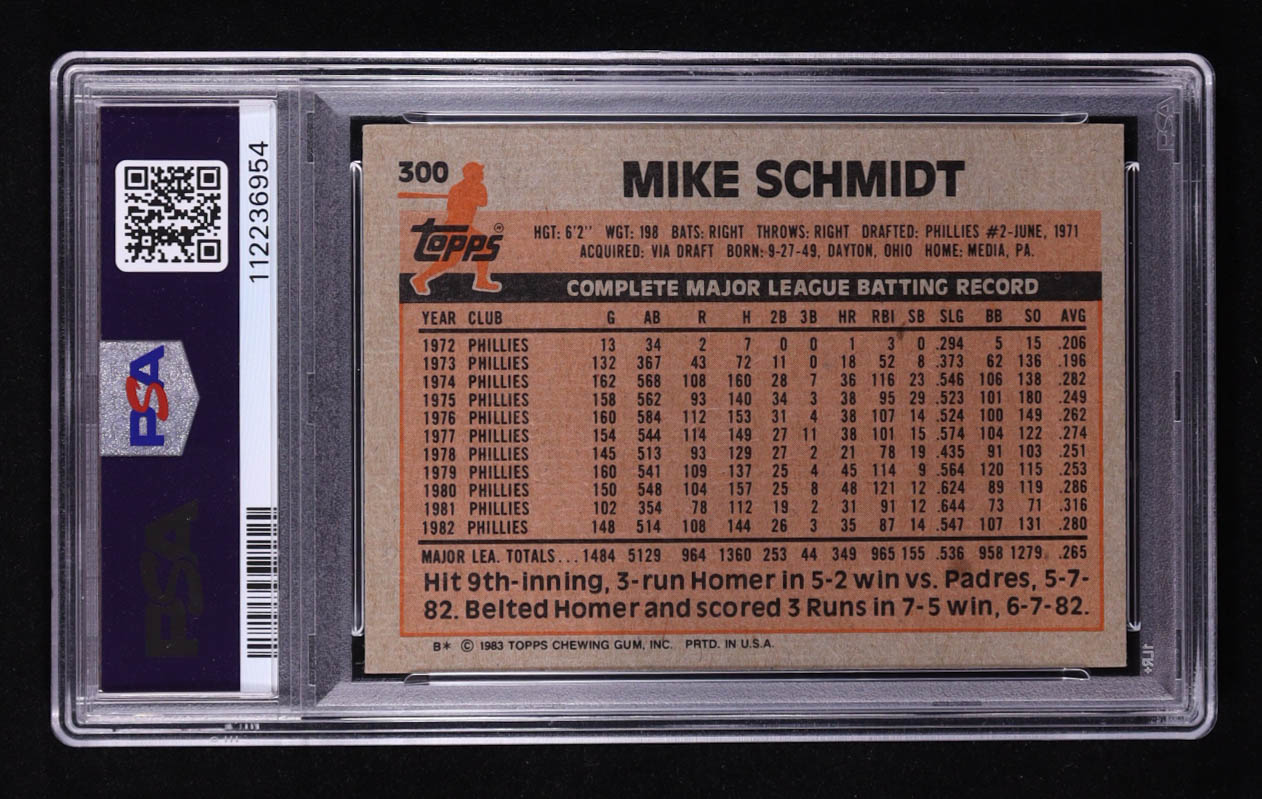 112236954
PSA
PSA
300
MIKE SCHMIDT
topps®
HGT: 6'2'' WGT: 198 BATS: RIGHT THROWS: RIGHT DRAFTED: PHILLIES #2-JUNE, 1971
ACQUIRED: VIA DRAFT BORN: 9-27-49, DAYTON, OHIO HOME: MEDIA, PA.
COMPLETE MAJOR LEAGUE BATTING RECORD
YEAR CLUB G AB R H 2B 3B HR RBI SB SLG BB SO AVG
1972 PHILLIES 13 34 2 7 0 0 1 3 0 .294 5 15 .206
1973 PHILLIES 132 367 43 72 11 0 18 52 8 .373 62 136 .196
1974 PHILLIES 162 568 108 160 28 7 36 116 23 .546 106 138 .282
1975 PHILLIES 158 562 93 140 34 3 38 95 29 .523 101 180 .249
1976 PHILLIES 160 584 112 153 31 4 38 107 14 .524 100 149 .262
1977 PHILLIES 154 544 114 149 27 11 38 101 15 .574 104 122 .274
1978 PHILLIES 145 513 93 129 27 2 21 78 19 .435 91 103 .251
1979 PHILLIES 160 541 109 137 25 4 45 114 9 .564 120 115 .253
1980 PHILLIES 150 548 104 157 25 8 48 121 12 .624 89 119 .286
1981 PHILLIES 102 354 78 112 19 2 31 91 12 .644 73 71 .316
1982 PHILLIES 148 514 108 144 26 3 35 87 14 .547 107 131 .280
MAJOR LEA. TOTALS... 1484 5129 964 1360 253 44 349 965 155 .536 958 1279 .265
Hit 9th-inning, 3-run Homer in 5-2 win vs. Padres, 5-7-
82. Belted Homer and scored 3 Runs in 7-5 win, 6-7-82.
B* © 1983 TOPPS CHEWING GUM, INC. PRTD. IN U.S.A.
PSA